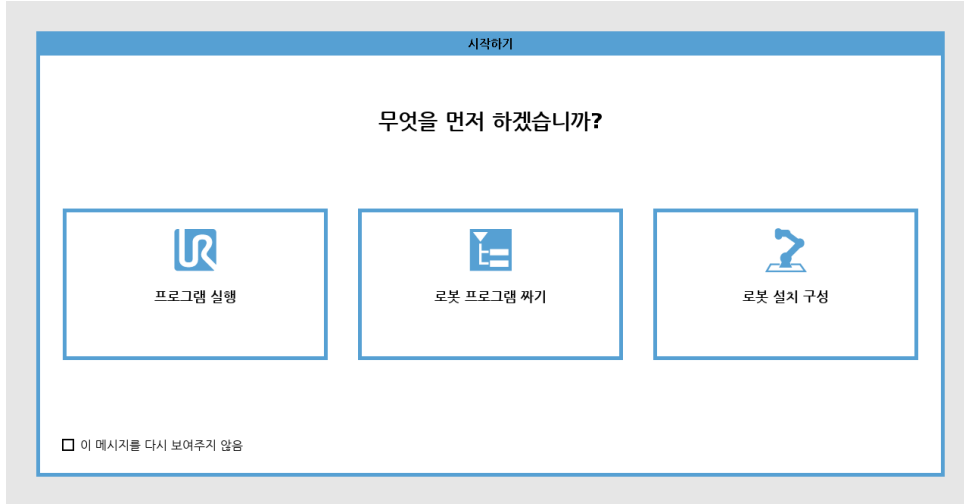 시작하기
무엇을 먼저 하겠습니까?
UR
프로그램 실행
로봇 프로그램 짜기
로봇 설치 구성
이 메시지를 다시 보여주지 않음